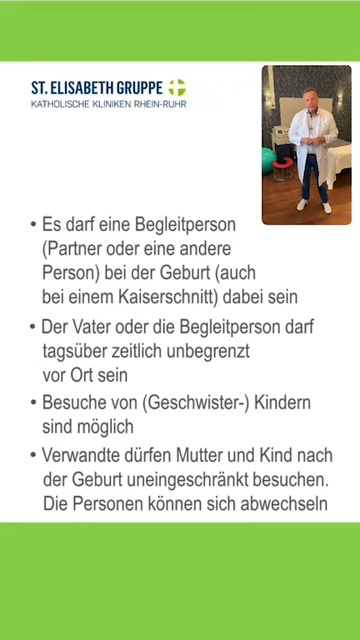 ST. ELISABETH GRUPPE
KATHOLISCHE KLINIKEN RHEIN-RUHR
• Es darf eine Begleitperson
(Partner oder eine andere
Person) bei der Geburt (auch
bei einem Kaiserschnitt) dabei sein
• Der Vater oder die Begleitperson darf
tagsüber zeitlich unbegrenzt
vor Ort sein
• Besuche von (Geschwister-) Kindern
sind möglich
• Verwandte dürfen Mutter und Kind nach
der Geburt uneingeschränkt besuchen.
Die Personen können sich abwechseln